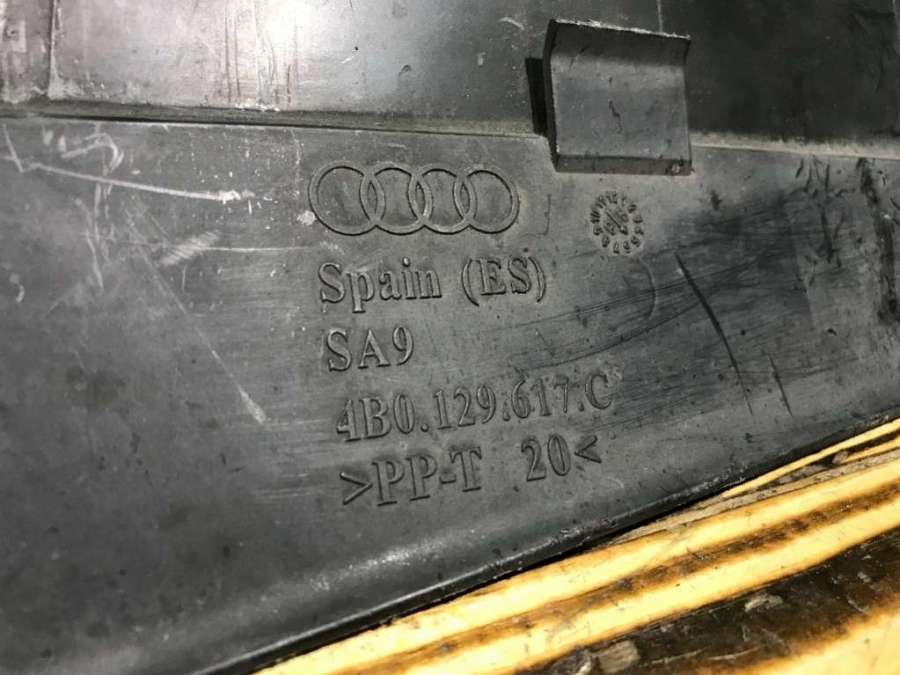 Spain (ES)
SA9
4B0.129.617.C
>PP-T 20<